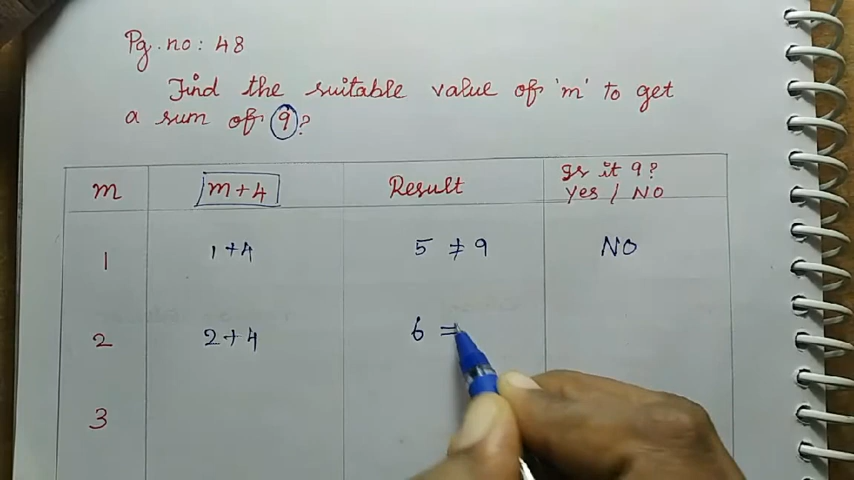 Pg.no: 48
Find the suitable value of 'm' to get
a sum of 9?
m m+4 Result Is it 9? Yes / NO
1 1+4 5 ≠ 9 NO
2 2+4 6 =
3